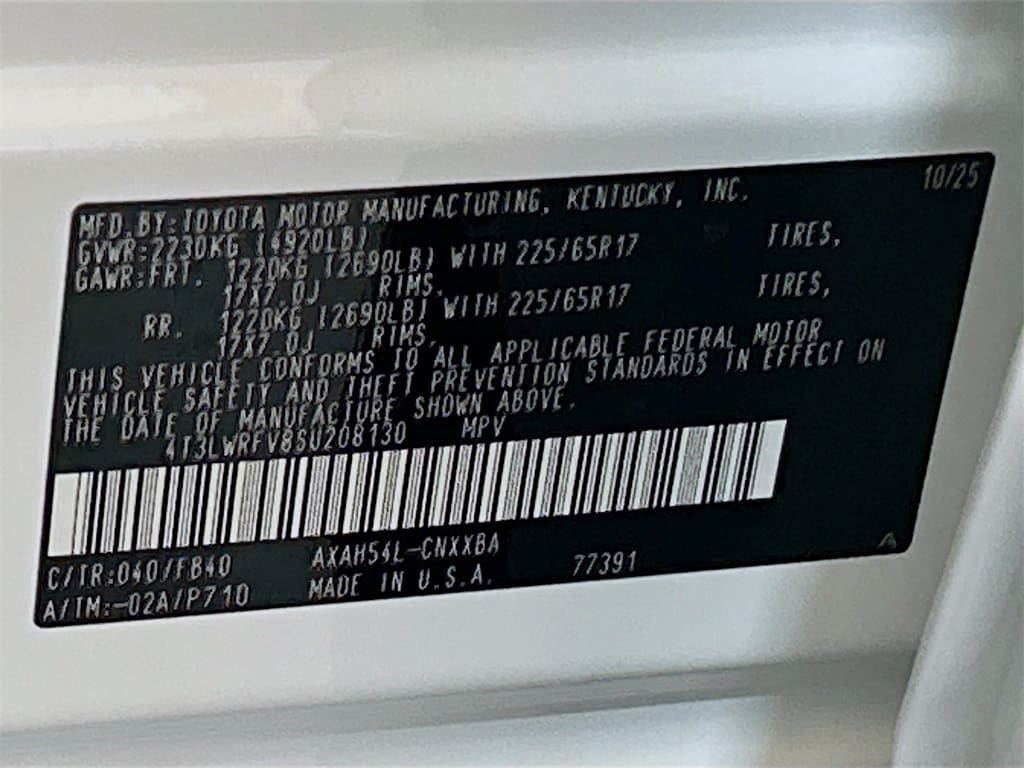 10/25
MFD.BY:TOYOTA MOTOR MANUFACTURING, KENTUCKY, INC.
GVWR:2230KG (4920LB)
GAWR:FRT. 1220KG (2690LB) WITH 225/65R17 TIRES,
17X7.0J RIMS,
RR. 1220KG (2690LB) WITH 225/65R17 TIRES,
17X7.0J RIMS.
THIS VEHICLE CONFORMS TO ALL APPLICABLE FEDERAL MOTOR
VEHICLE SAFETY AND THEFT PREVENTION STANDARDS IN EFFECT ON
THE DATE OF MANUFACTURE SHOWN ABOVE.
4T3LWRFV8SU208130 MPV
C/TR:040/FB40 AXAH54L-CNXXBA
A/TM:-02A/P710 MADE IN U.S.A. 77391